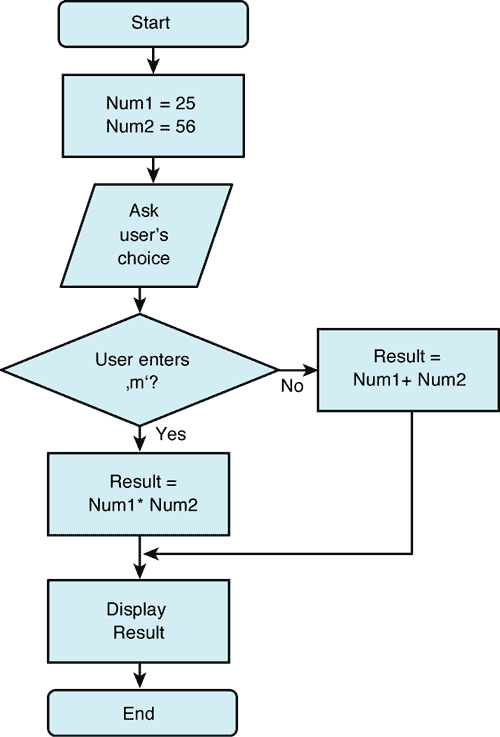 Start
Num1 = 25
Num2 = 56
Ask
user's
choice
User enters
‚m‘?
No
Result =
Num1+ Num2
Yes
Result =
Num1* Num2
Display
Result
End